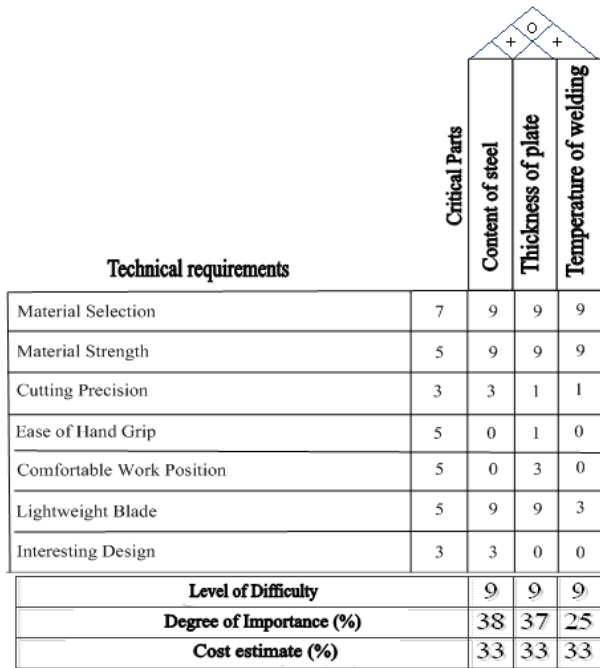 O
+ +
Critical Parts
Content of steel
Thickness of plate
Temperature of welding
Technical requirements
Material Selection 7 9 9 9
Material Strength 5 9 9 9
Cutting Precision 3 3 1 1
Ease of Hand Grip 5 0 1 0
Comfortable Work Position 5 0 3 0
Lightweight Blade 5 9 9 3
Interesting Design 3 3 0 0
Level of Difficulty 9 9 9
Degree of Importance (%) 38 37 25
Cost estimate (%) 33 33 33